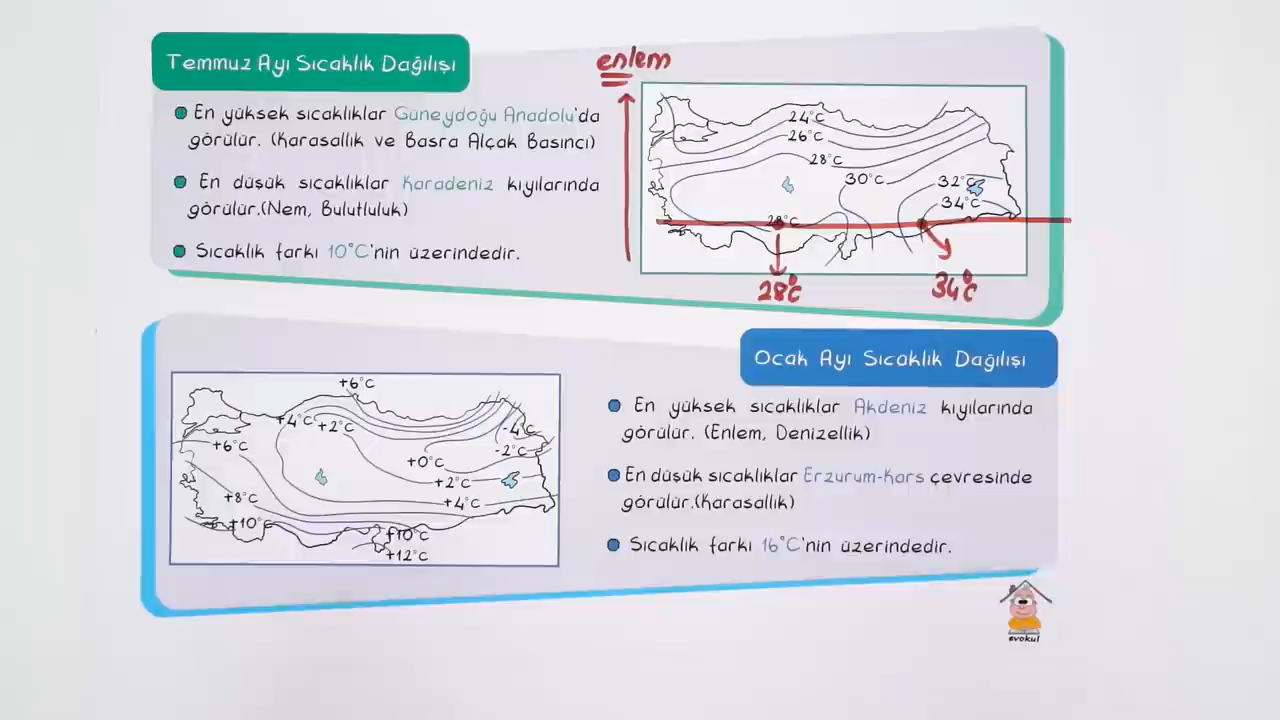 Temmuz Ayı Sıcaklık Dağılışı
En yüksek sıcaklıklar Güneydoğu Anadolu'da
görülür. (Karasallık ve Basra Alçak Basıncı)
En düşük sıcaklıklar Karadeniz kıyılarında
görülür.(Nem, Bulutluluk)
Sıcaklık farkı 10°C'nin üzerindedir.
enlem
24°C
26°C
28°C
30°C
32°C
34°C
28°C
28°C
34°C
Ocak Ayı Sıcaklık Dağılışı
+6°C
+4°C
+2°C
-4°C
-2°C
+6°C
+0°C
+2°C
+8°C
+4°C
+10°C
+10°C
+12°C
En yüksek sıcaklıklar Akdeniz kıyılarında
görülür. (Enlem, Denizellik)
En düşük sıcaklıklar Erzurum-Kars çevresinde
görülür.(Karasallık)
Sıcaklık farkı 16°C'nin üzerindedir.
evokul